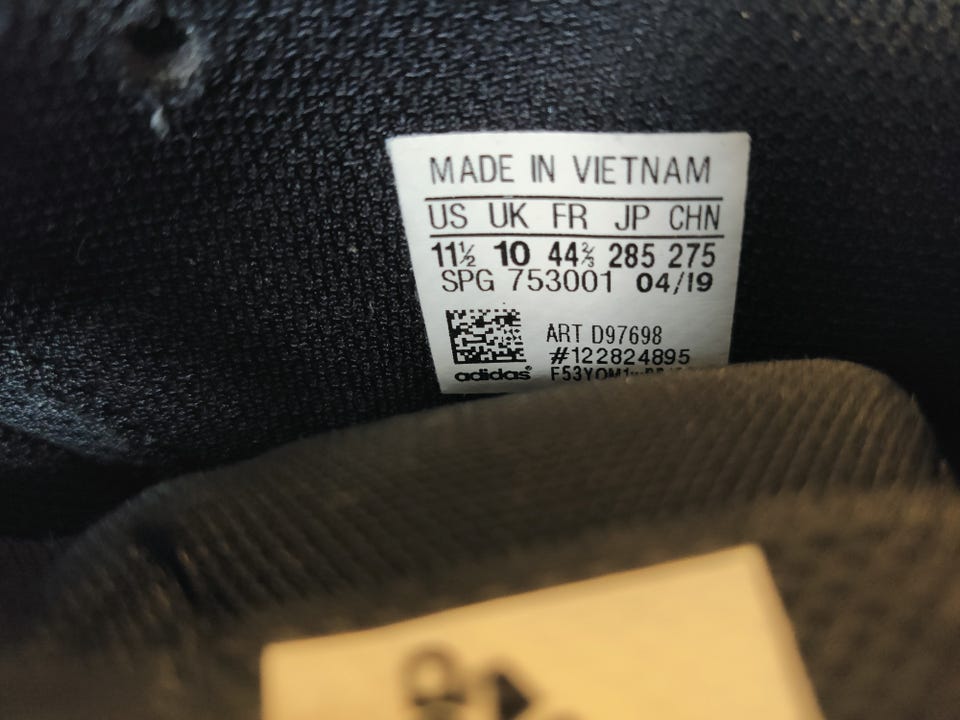 MADE IN VIETNAM
US UK FR JP CHN
11½ 10 44⅔ 285 275
SPG 753001 04/19
ART D97698
#122824895
adidas®